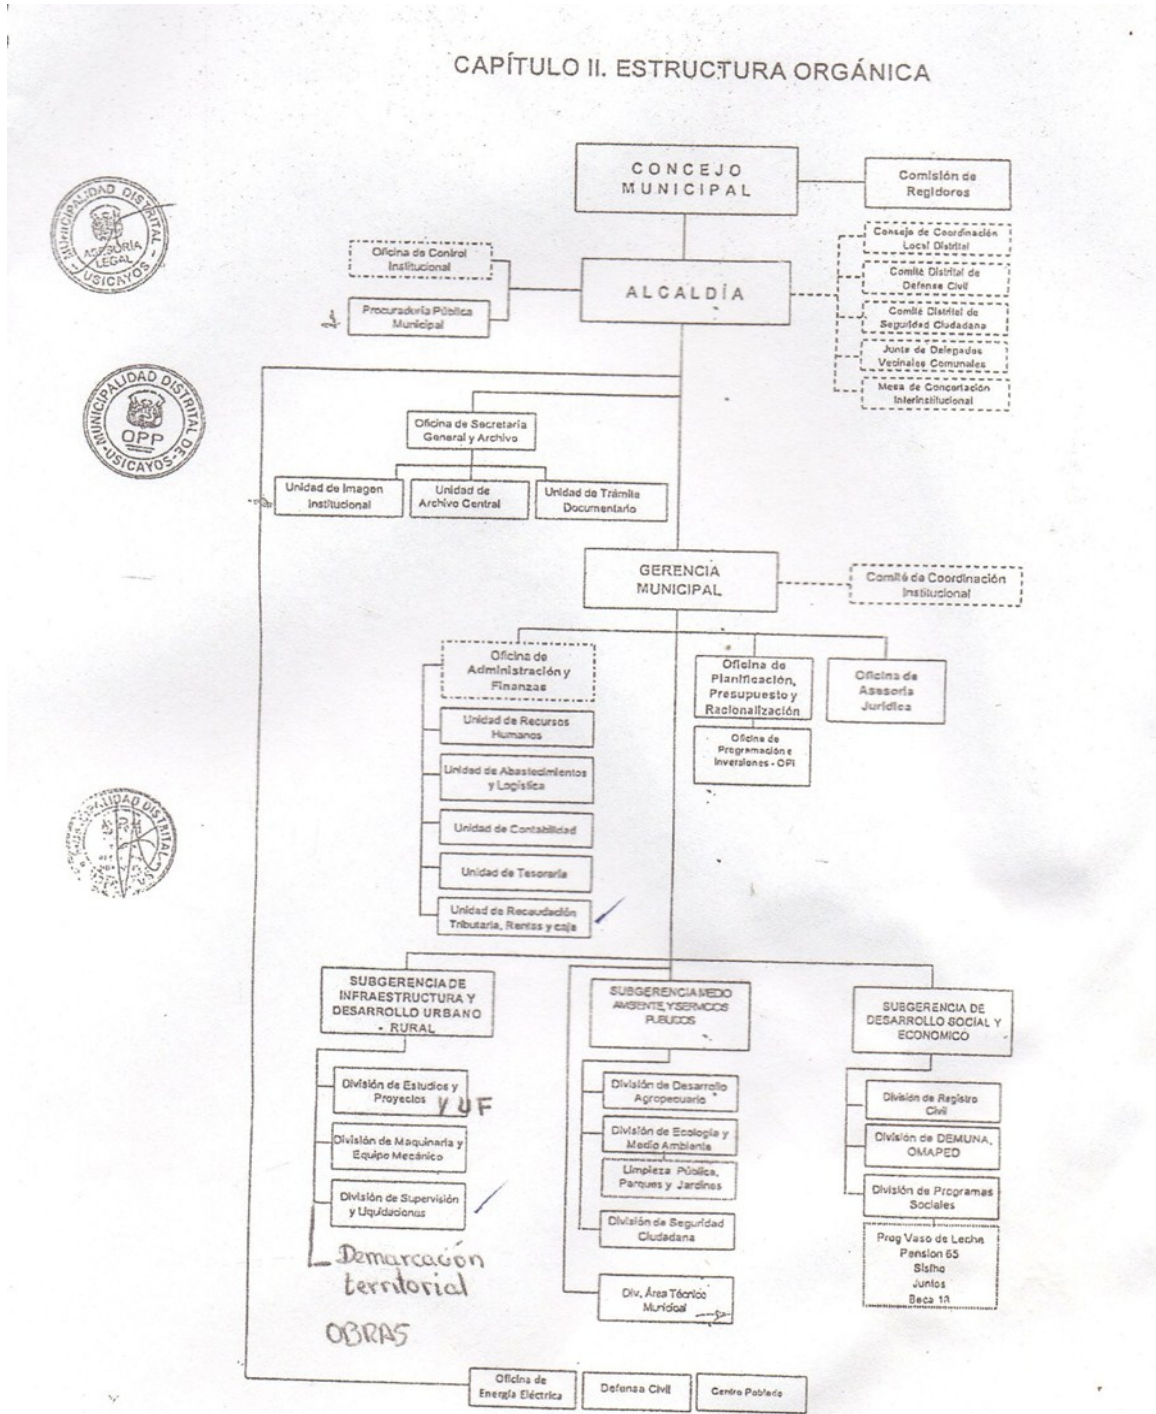 CAPÍTULO II. ESTRUCTURA ORGÁNICA
CONCEJO
MUNICIPAL
Comisión de
Regidores
MUNICIPALIDAD DISTRITAL
ASESORÍA
LEGAL
USICAYOS
Consejo de Coordinación
Local Distrital
Oficina de Control
Institucional
ALCALDÍA
Comité Distrital de
Defensa Civil
Procuraduría Pública
Municipal
Comité Distrital de
Seguridad Ciudadana
Junta de Delegados
Vecinales Comunales
Mesa de Concertación
Interinstitucional
MUNICIPALIDAD DISTRITAL DE
OPP
USICAYOS
Oficina de Secretaria
General y Archivo
Unidad de Imagen
Institucional
Unidad de
Archivo Central
Unidad de Trámite
Documentario
GERENCIA
MUNICIPAL
Comité de Coordinación
Institucional
Oficina de
Administración y
Finanzas
Oficina de
Planificación,
Presupuesto y
Racionalización
Oficina de
Asesoria
Jurídica
Unidad de Recursos
Humanos
Oficina de
Programación e
Inversiones - OPI
Unidad de Abastecimientos
y Logística
Unidad de Contabilidad
Unidad de Tesoraria
Unidad de Recaudación
Tributaria, Rentas y caja
DISTRITAL
SUBGERENCIA DE
INFRAESTRUCTURA Y
DESARROLLO URBANO
- RURAL
SUBGERENCIA MEDIO
AMBIENTE Y SERVICIOS
PUBLICOS
SUBGERENCIA DE
DESARROLLO SOCIAL Y
ECONOMICO
División de Estudios y
Proyectos Y UF
División de Maquinaria y
Equipo Mecánico
División de Supervisión
y Liquidaciones
Demarcación
territorial
OBRAS
División de Desarrollo
Agropecuario
División de Ecología y
Medio Ambiente
Limpieza Pública,
Parques y Jardines
División de Seguridad
Ciudadana
Div. Área Técnica
Municipal
División de Registro
Civil
División de DEMUNA,
OMAPED
División de Programas
Sociales
Prog Vaso de Leche
Pension 65
Sisfho
Juntos
Beca 18
Oficina de
Energía Eléctrica
Defensa Civil
Centro Poblado